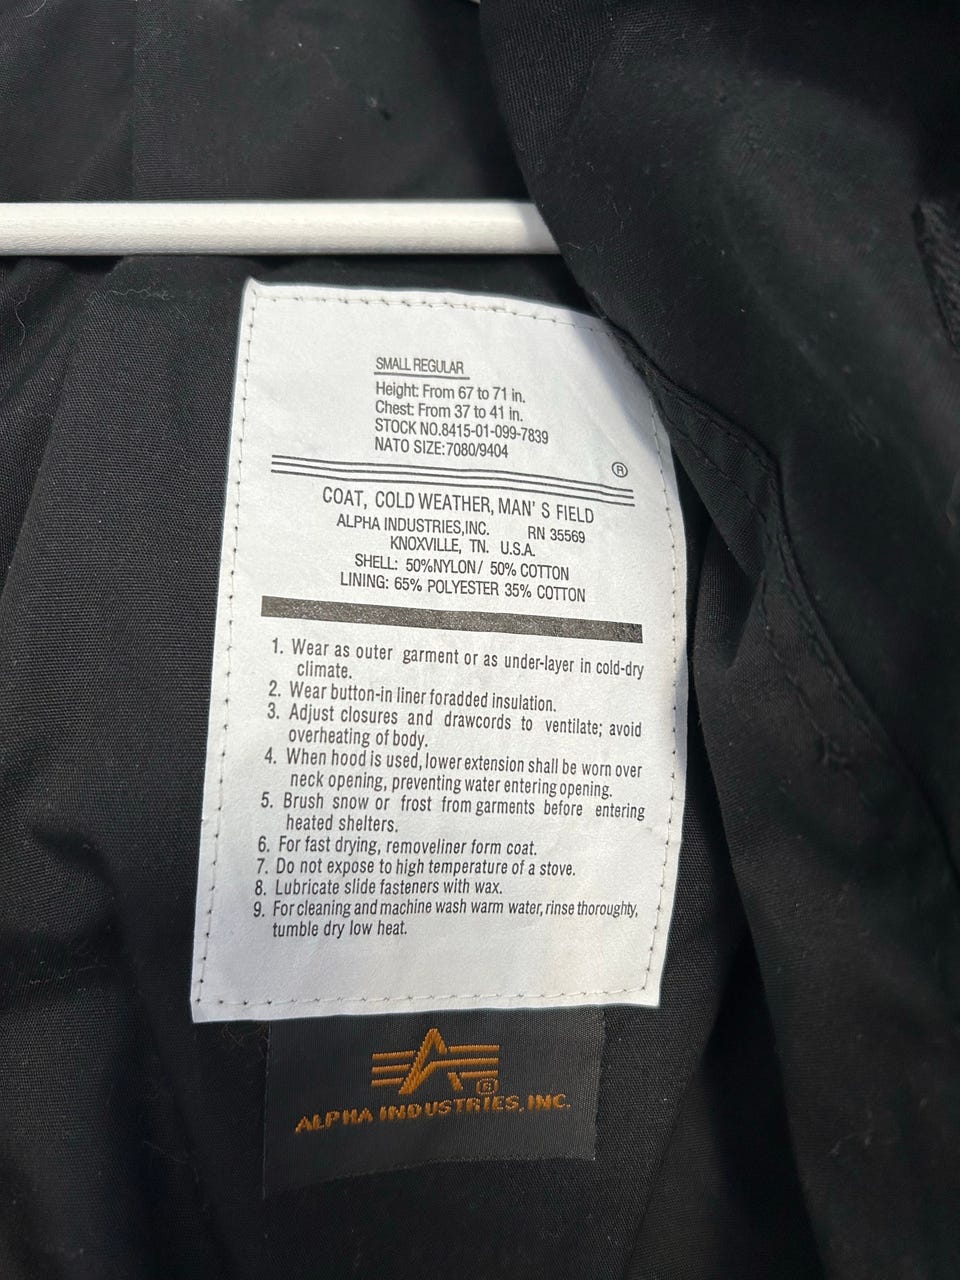 SMALL REGULAR
Height: From 67 to 71 in.
Chest: From 37 to 41 in.
STOCK NO.8415-01-099-7839
NATO SIZE:7080/9404
®
COAT, COLD WEATHER, MAN' S FIELD
ALPHA INDUSTRIES,INC. RN 35569
KNOXVILLE, TN. U.S.A.
SHELL: 50%NYLON/ 50% COTTON
LINING: 65% POLYESTER 35% COTTON
1. Wear as outer garment or as under-layer in cold-dry
climate.
2. Wear button-in liner foradded insulation.
3. Adjust closures and drawcords to ventilate; avoid
overheating of body.
4. When hood is used, lower extension shall be worn over
neck opening, preventing water entering opening.
5. Brush snow or frost from garments before entering
heated shelters.
6. For fast drying, removeliner form coat.
7. Do not expose to high temperature of a stove.
8. Lubricate slide fasteners with wax.
9. For cleaning and machine wash warm water, rinse thoroughty,
tumble dry low heat.
®
ALPHA INDUSTRIES, INC.